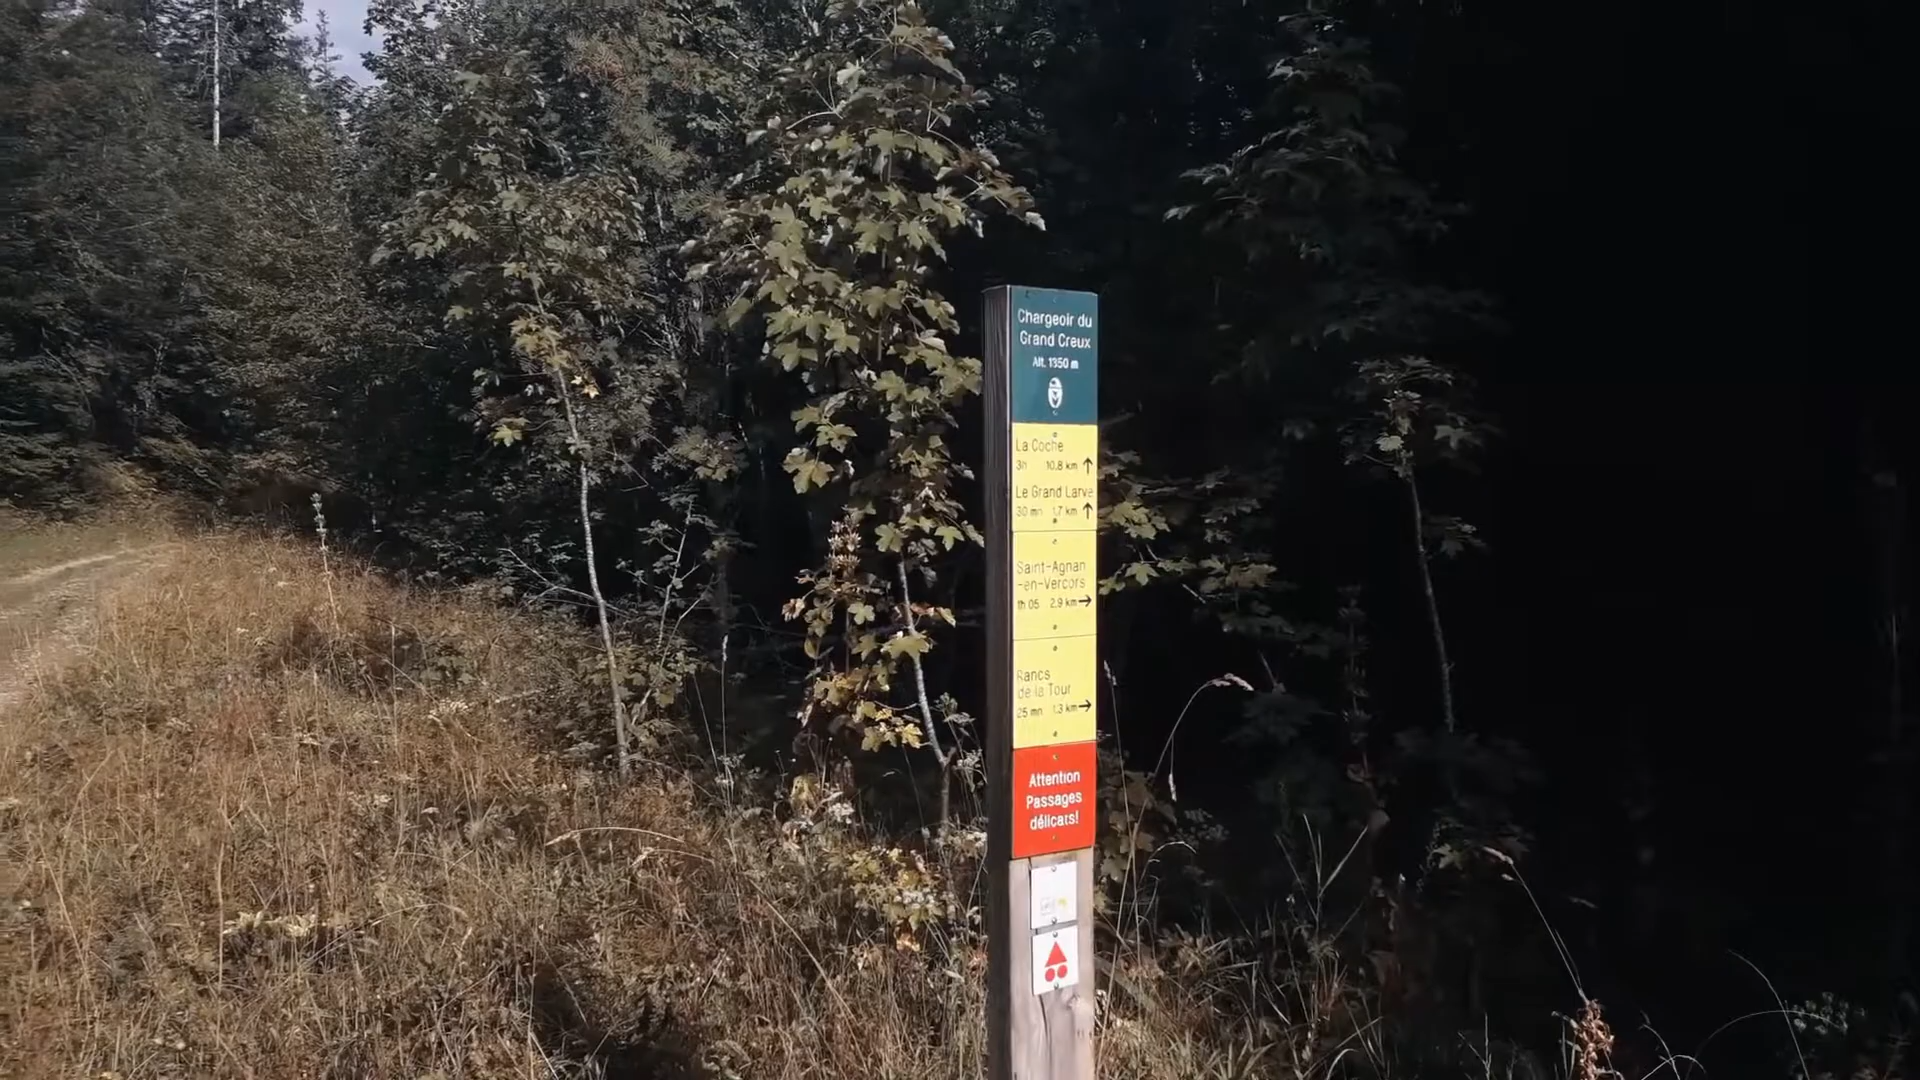 Chargeoir du
Grand Creux
Alt. 1350 m
La Coche
3h 10.8 km ↑
Le Grand Larve
30 mn 1.7 km ↑
Saint-Agnan
-en-Vercors
1h 05 2.9 km →
Rancs
de la Tour
25 mn 1.3 km →
Attention
Passages
délicats!